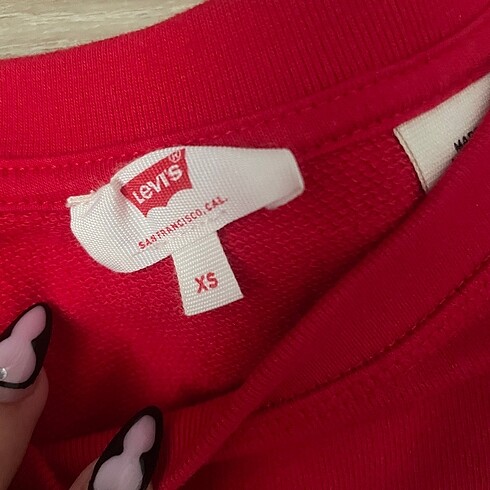 Levi's®
SAN FRANCISCO, CAL.
XS